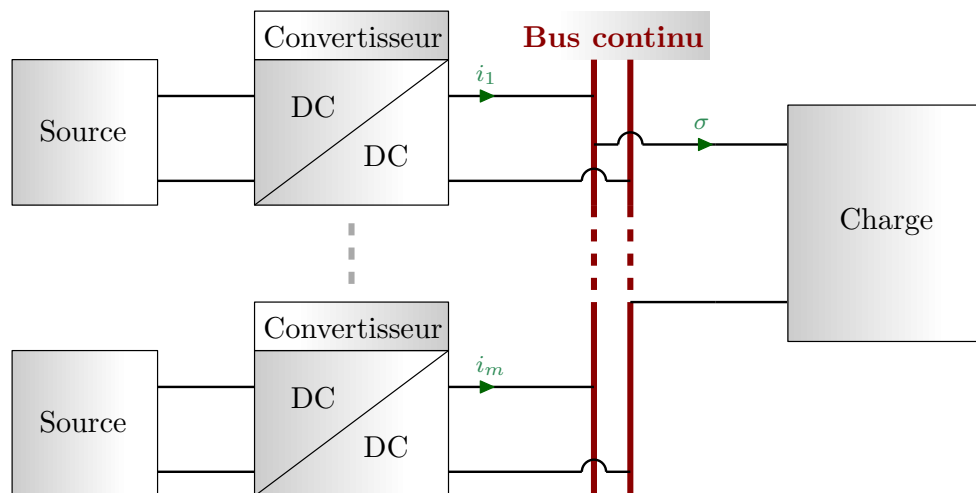 Convertisseur
Bus continu
Source
DC
DC
i₁
σ
Charge
Convertisseur
Source
DC
DC
iₘ